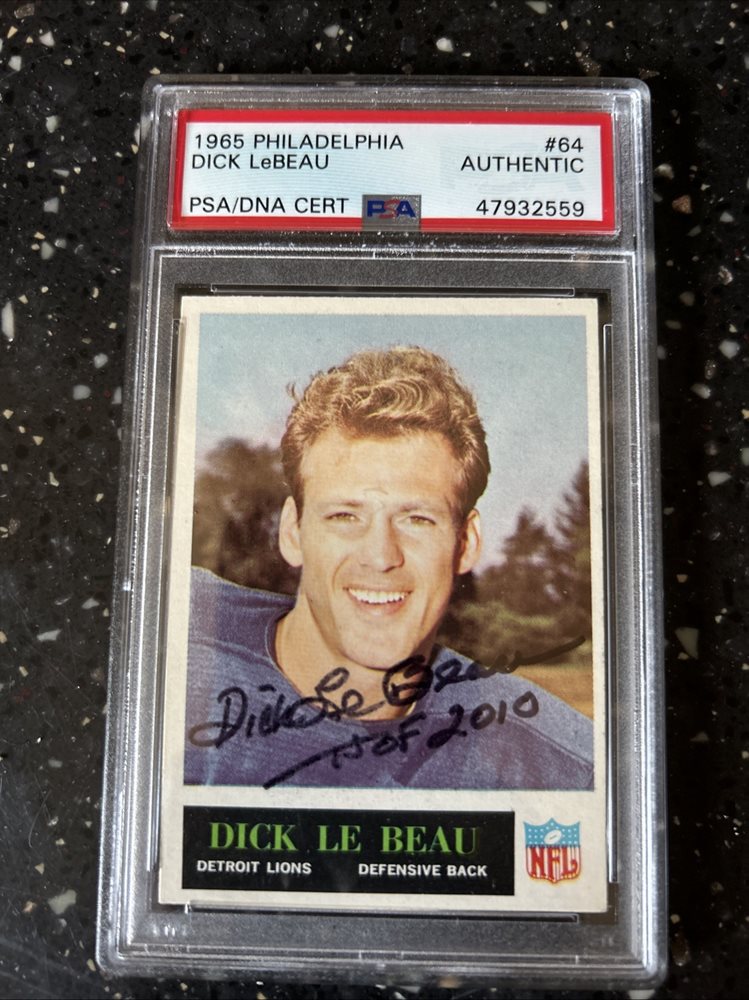 1965 PHILADELPHIA #64
DICK LeBEAU AUTHENTIC
PSA/DNA CERT PSA 47932559
Dick Le Beau
HOF 2010
DICK LE BEAU
DETROIT LIONS DEFENSIVE BACK
NFL